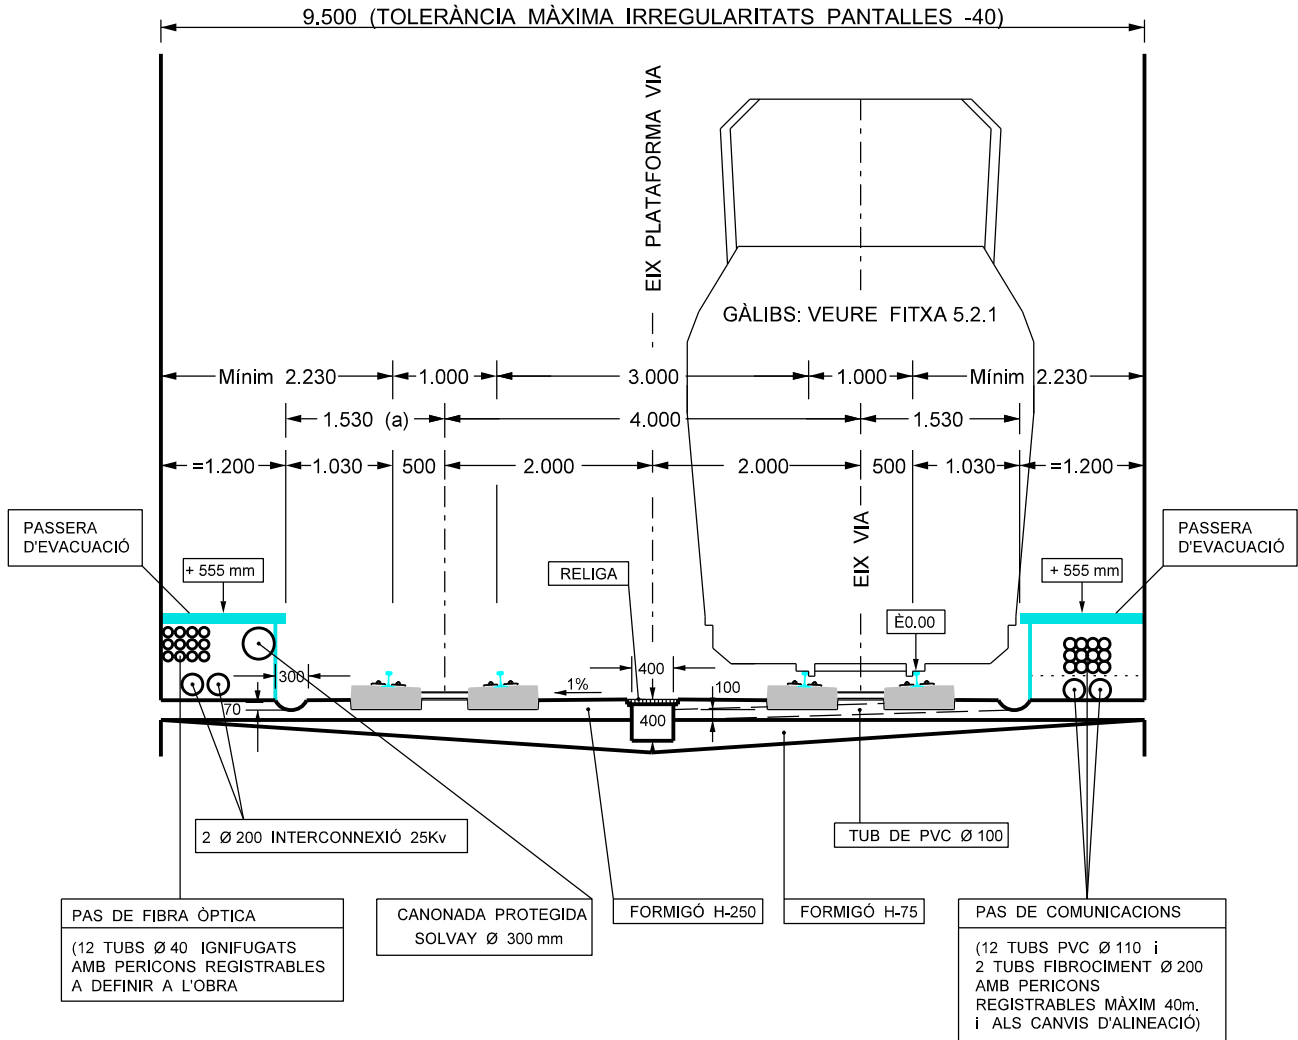 9.500 (TOLERÀNCIA MÀXIMA IRREGULARITATS PANTALLES -40)
EIX PLATAFORMA VIA
GÀLIBS: VEURE FITXA 5.2.1
Mínim 2.230
1.000
3.000
1.000
Mínim 2.230
1.530 (a)
4.000
1.530
=1.200
1.030
500
2.000
2.000
500
1.030
=1.200
PASSERA
D'EVACUACIÓ
PASSERA
D'EVACUACIÓ
EIX VIA
+ 555 mm
RELIGA
+ 555 mm
È0.00
300
400
1%
100
70
400
2 Ø 200 INTERCONNEXIÓ 25Kv
TUB DE PVC Ø 100
PAS DE FIBRA ÒPTICA
(12 TUBS Ø 40 IGNIFUGATS
AMB PERICONS REGISTRABLES
A DEFINIR A L'OBRA
CANONADA PROTEGIDA
SOLVAY Ø 300 mm
FORMIGÓ H-250
FORMIGÓ H-75
PAS DE COMUNICACIONS
(12 TUBS PVC Ø 110 i
2 TUBS FIBROCIMENT Ø 200
AMB PERICONS
REGISTRABLES MÀXIM 40m.
i ALS CANVIS D'ALINEACIÓ)